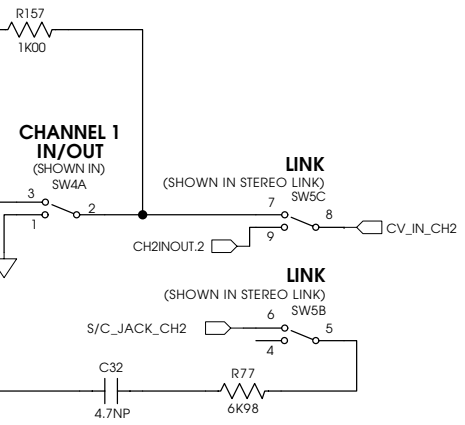 R157
1K00
CHANNEL 1
IN/OUT
(SHOWN IN)
SW4A
3
2
1
LINK
(SHOWN IN STEREO LINK)
SW5C
7
8
9
CH2INOUT.2
CV_IN_CH2
LINK
(SHOWN IN STEREO LINK)
SW5B
S/C_JACK_CH2
6
5
4
C32
4.7NP
R77
6K98